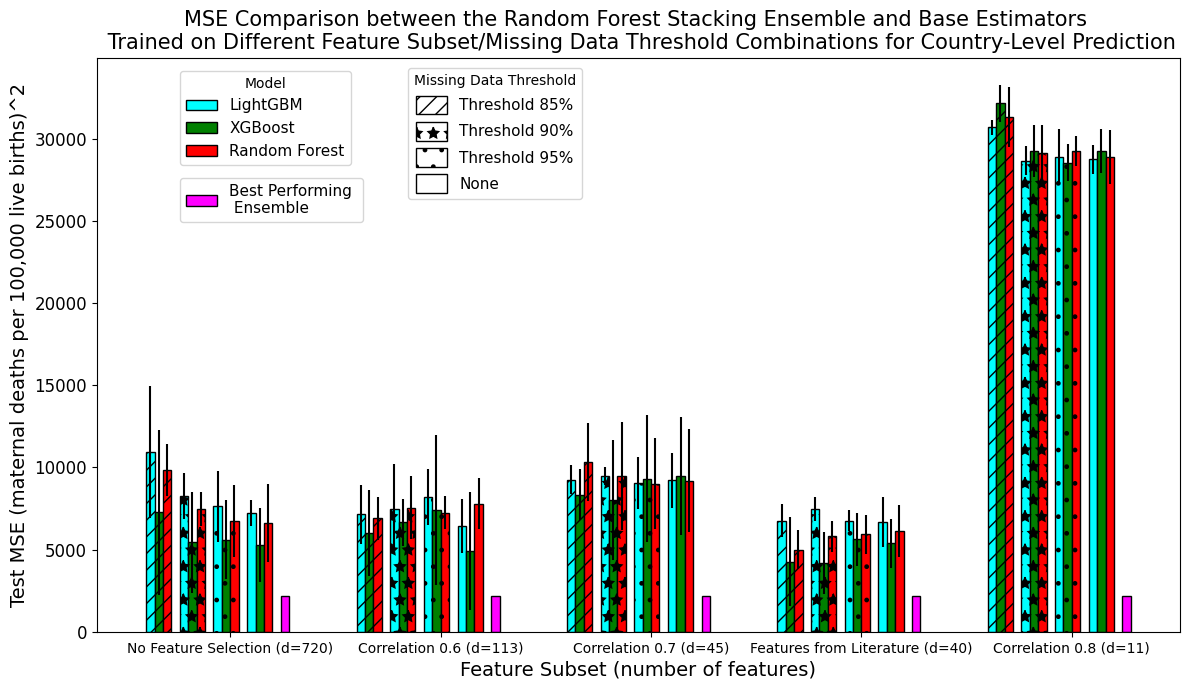 MSE Comparison between the Random Forest Stacking Ensemble and Base Estimators
Trained on Different Feature Subset/Missing Data Threshold Combinations for Country-Level Prediction
Test MSE (maternal deaths per 100,000 live births)^2
30000
25000
20000
15000
10000
5000
0
Model
LightGBM
XGBoost
Random Forest
Best Performing
Ensemble
Missing Data Threshold
Threshold 85%
Threshold 90%
Threshold 95%
None
No Feature Selection (d=720)
Correlation 0.6 (d=113)
Correlation 0.7 (d=45)
Features from Literature (d=40)
Correlation 0.8 (d=11)
Feature Subset (number of features)